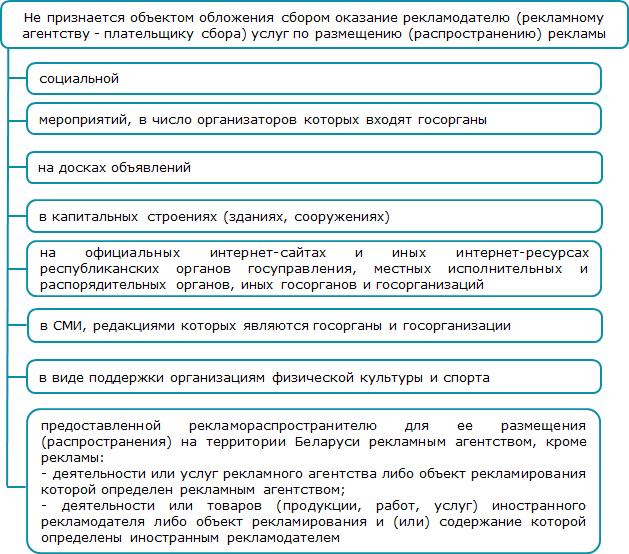 Не признается объектом обложения сбором оказание рекламодателю (рекламному
агентству - плательщику сбора) услуг по размещению (распространению) рекламы
социальной
мероприятий, в число организаторов которых входят госорганы
на досках объявлений
в капитальных строениях (зданиях, сооружениях)
на официальных интернет-сайтах и иных интернет-ресурсах
республиканских органов госуправления, местных исполнительных и
распорядительных органов, иных госорганов и госорганизаций
в СМИ, редакциями которых являются госорганы и госорганизации
в виде поддержки организациям физической культуры и спорта
предоставленной рекламораспространителю для ее размещения
(распространения) на территории Беларуси рекламным агентством, кроме
рекламы:
- деятельности или услуг рекламного агентства либо объект рекламирования
которой определен рекламным агентством;
- деятельности или товаров (продукции, работ, услуг) иностранного
рекламодателя либо объект рекламирования и (или) содержание которой
определены иностранным рекламодателем